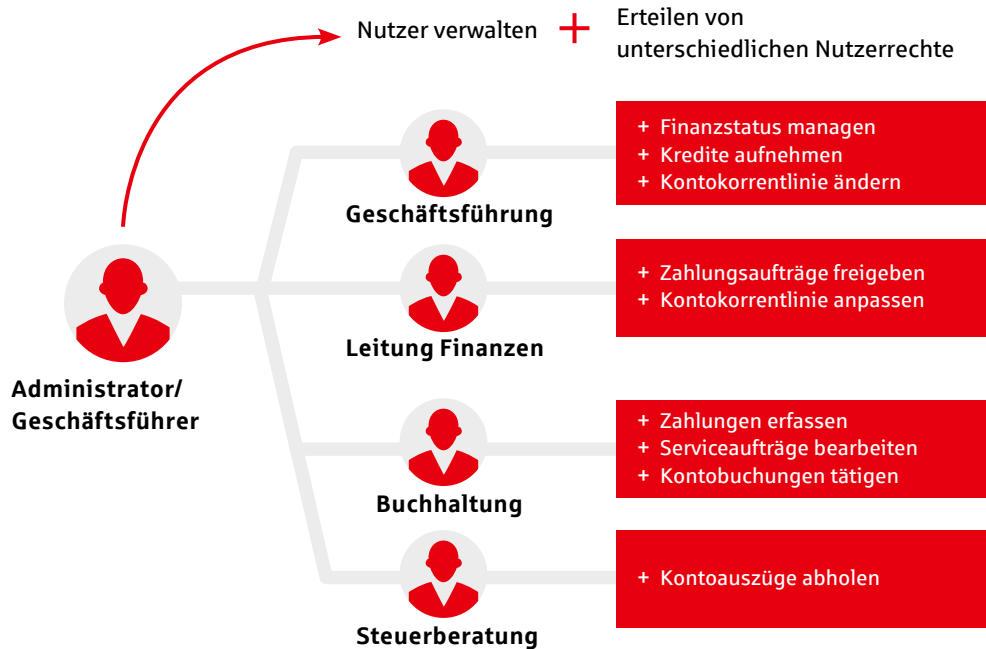 Nutzer verwalten + Erteilen von
unterschiedlichen Nutzerrechte
+ Finanzstatus managen
+ Kredite aufnehmen
+ Kontokorrentlinie ändern
Geschäftsführung
+ Zahlungsaufträge freigeben
+ Kontokorrentlinie anpassen
Leitung Finanzen
Administrator/
Geschäftsführer
+ Zahlungen erfassen
+ Serviceaufträge bearbeiten
+ Kontobuchungen tätigen
Buchhaltung
+ Kontoauszüge abholen
Steuerberatung